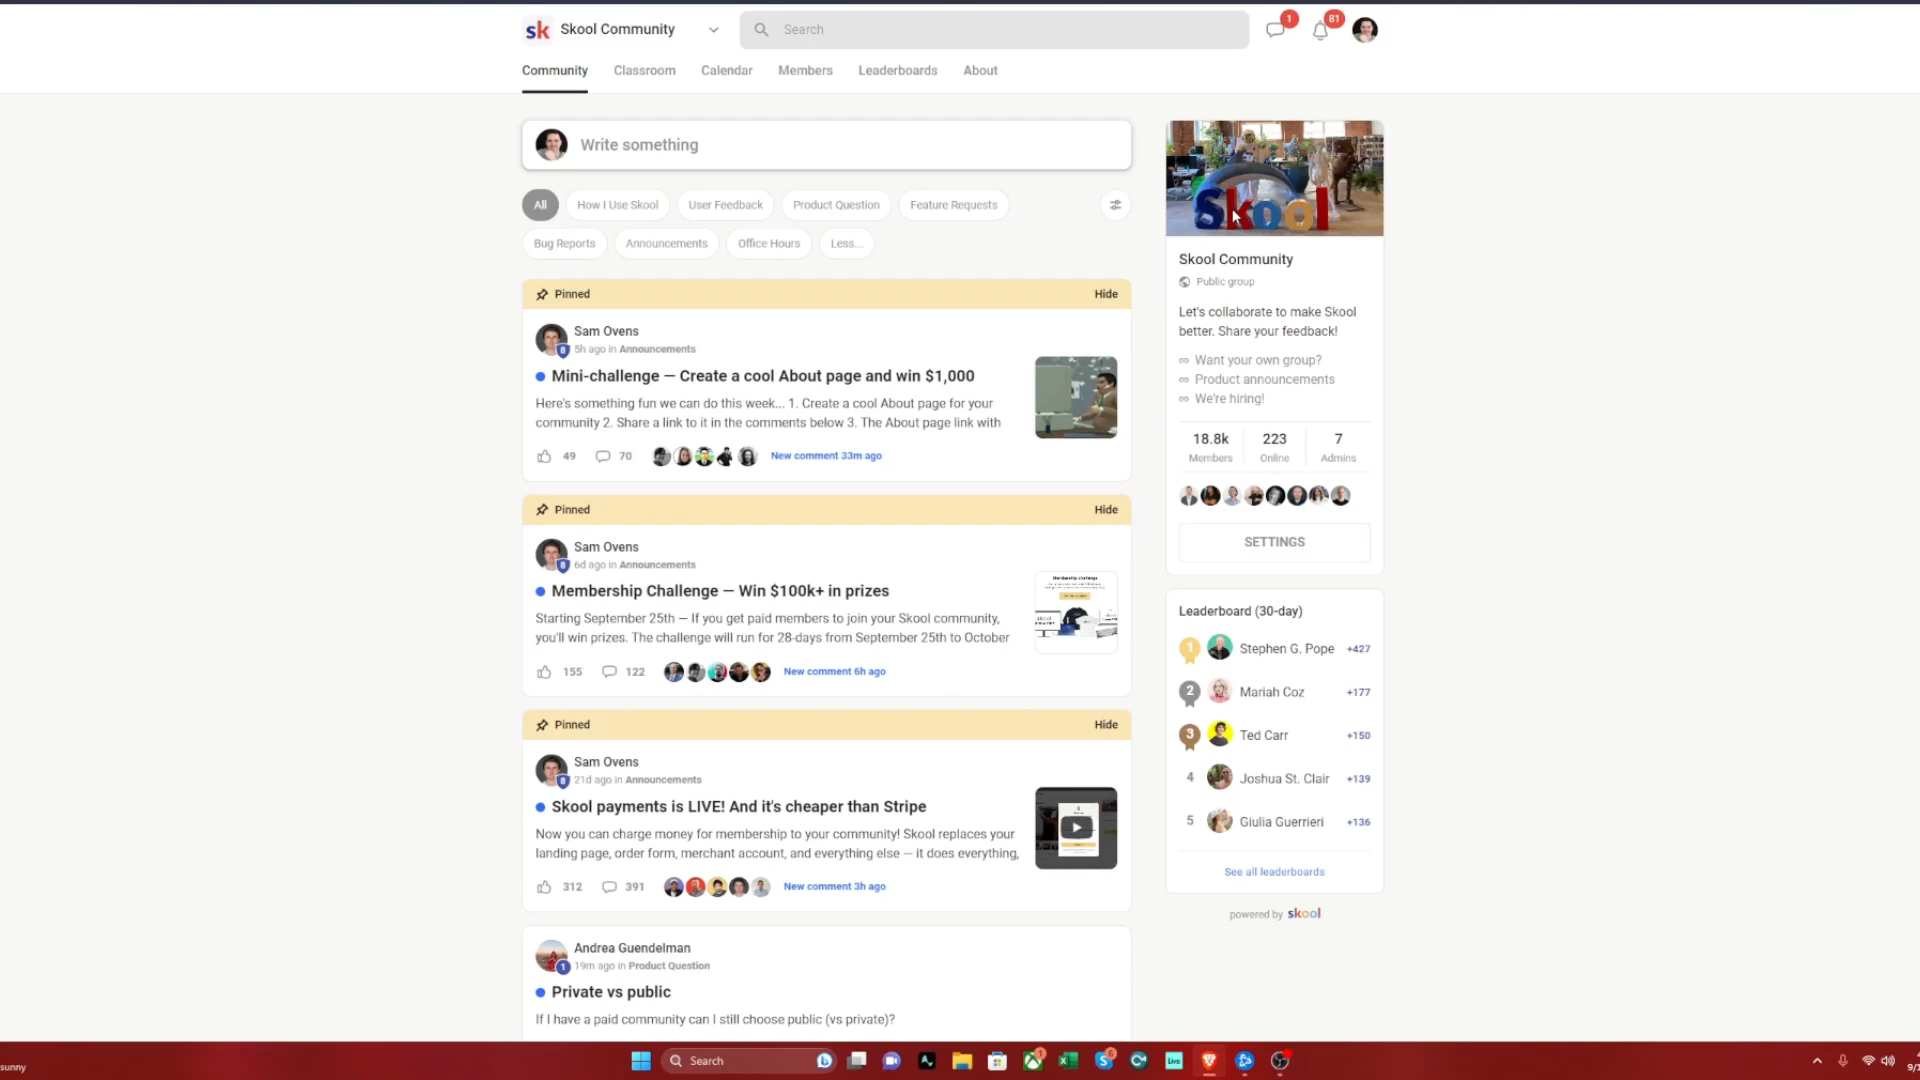 sk Skool Community
Search
1
81
Community
Classroom
Calendar
Members
Leaderboards
About
Write something
All
How I Use Skool
User Feedback
Product Question
Feature Requests
Bug Reports
Announcements
Office Hours
Less...
Pinned
Hide
Sam Ovens
8
5h ago in Announcements
Mini-challenge — Create a cool About page and win $1,000
Here's something fun we can do this week... 1. Create a cool About page for your
community 2. Share a link to it in the comments below 3. The About page link with
49
70
New comment 33m ago
Pinned
Hide
Sam Ovens
8
6d ago in Announcements
Membership Challenge — Win $100k+ in prizes
Starting September 25th — If you get paid members to join your Skool community,
you'll win prizes. The challenge will run for 28-days from September 25th to October
Membership challenge
155
122
New comment 6h ago
Pinned
Hide
Sam Ovens
8
21d ago in Announcements
Skool payments is LIVE! And it's cheaper than Stripe
Now you can charge money for membership to your community! Skool replaces your
landing page, order form, merchant account, and everything else — it does everything,
312
391
New comment 3h ago
Andrea Guendelman
1
19m ago in Product Question
Private vs public
If I have a paid community can I still choose public (vs private)?
Skool
Skool Community
Public group
Let's collaborate to make Skool
better. Share your feedback!
Want your own group?
Product announcements
We're hiring!
18.8k
Members
223
Online
7
Admins
SETTINGS
Leaderboard (30-day)
1 Stephen G. Pope +427
2 Mariah Coz +177
3 Ted Carr +150
4 Joshua St. Clair +139
5 Giulia Guerrieri +136
See all leaderboards
powered by skool
sunny
Search
1
6
Live